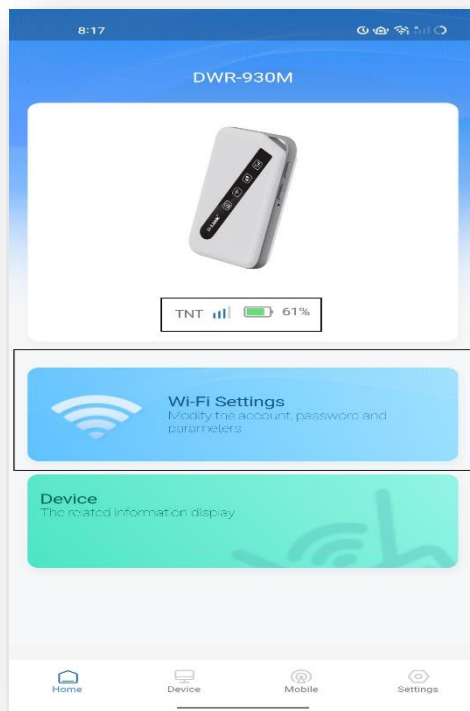 8:17
DWR-930M
D-Link
TNT 61%
Wi-Fi Settings
Modify the account, password and
parameters
Device
The related information display
Home Device Mobile Settings